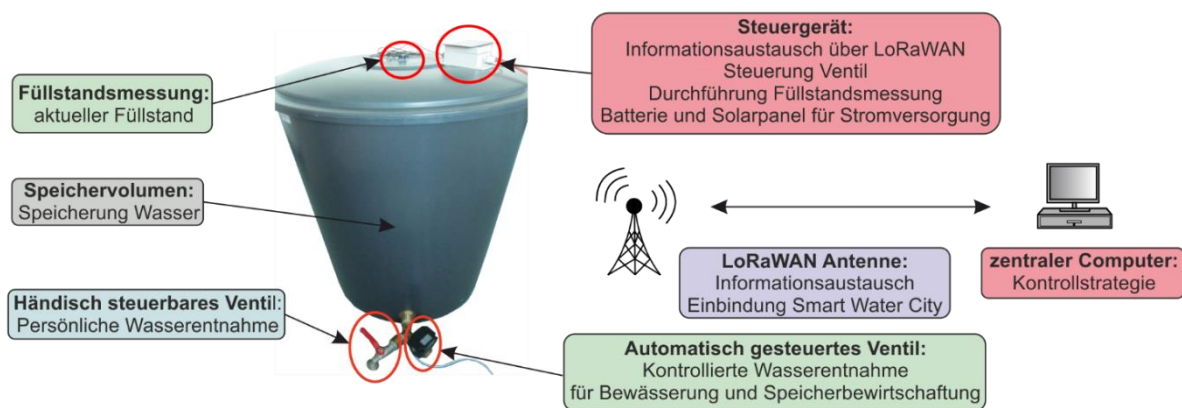 Steuergerät:
Informationsaustausch über LoRaWAN
Steuerung Ventil
Durchführung Füllstandsmessung
Batterie und Solarpanel für Stromversorgung
Füllstandsmessung:
aktueller Füllstand
Speichervolumen:
Speicherung Wasser
LoRaWAN Antenne:
Informationsaustausch
Einbindung Smart Water City
zentraler Computer:
Kontrollstrategie
Händisch steuerbares Ventil:
Persönliche Wasserentnahme
Automatisch gesteuertes Ventil:
Kontrollierte Wasserentnahme
für Bewässerung und Speicherbewirtschaftung